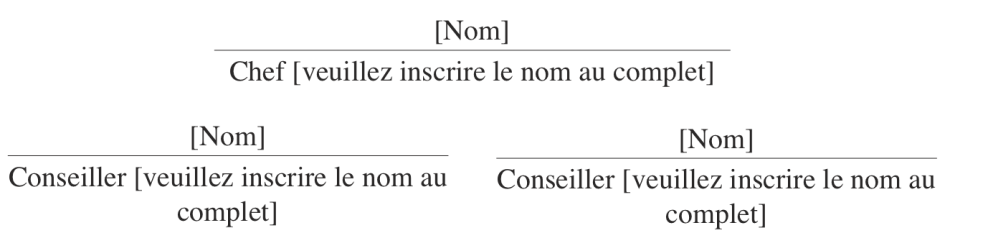 [Nom]
Chef [veuillez inscrire le nom au complet]
[Nom]
Conseiller [veuillez inscrire le nom au
complet]
[Nom]
Conseiller [veuillez inscrire le nom au
complet]